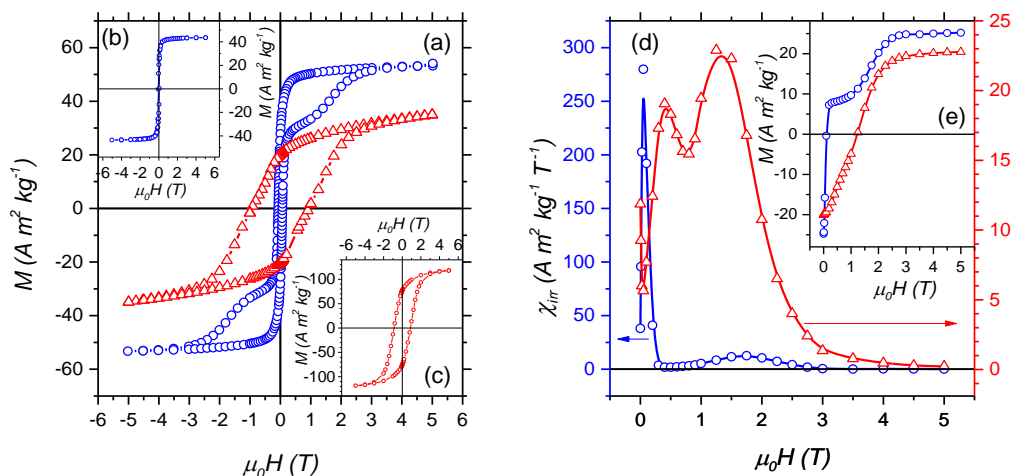 (b)
(a)
M (A m² kg⁻¹)
60
40
20
0
-20
-40
-60
-5 -4 -3 -2 -1 0 1 2 3 4 5
μ₀H (T)
M (A m² kg⁻¹)
40
20
0
-20
-40
-6 -4 -2 0 2 4 6
μ₀H (T)
μ₀H (T)
-6 -4 -2 0 2 4 6
M (A m² kg⁻¹)
100
50
0
-50
-100
(c)
(d)
χᵢᵣᵣ (A m² kg⁻¹ T⁻¹)
300
250
200
150
100
50
0
0 1 2 3 4 5
μ₀H (T)
25
20
15
10
5
0
M (A m² kg⁻¹)
20
10
0
-10
-20
0 1 2 3 4 5
μ₀H (T)
(e)